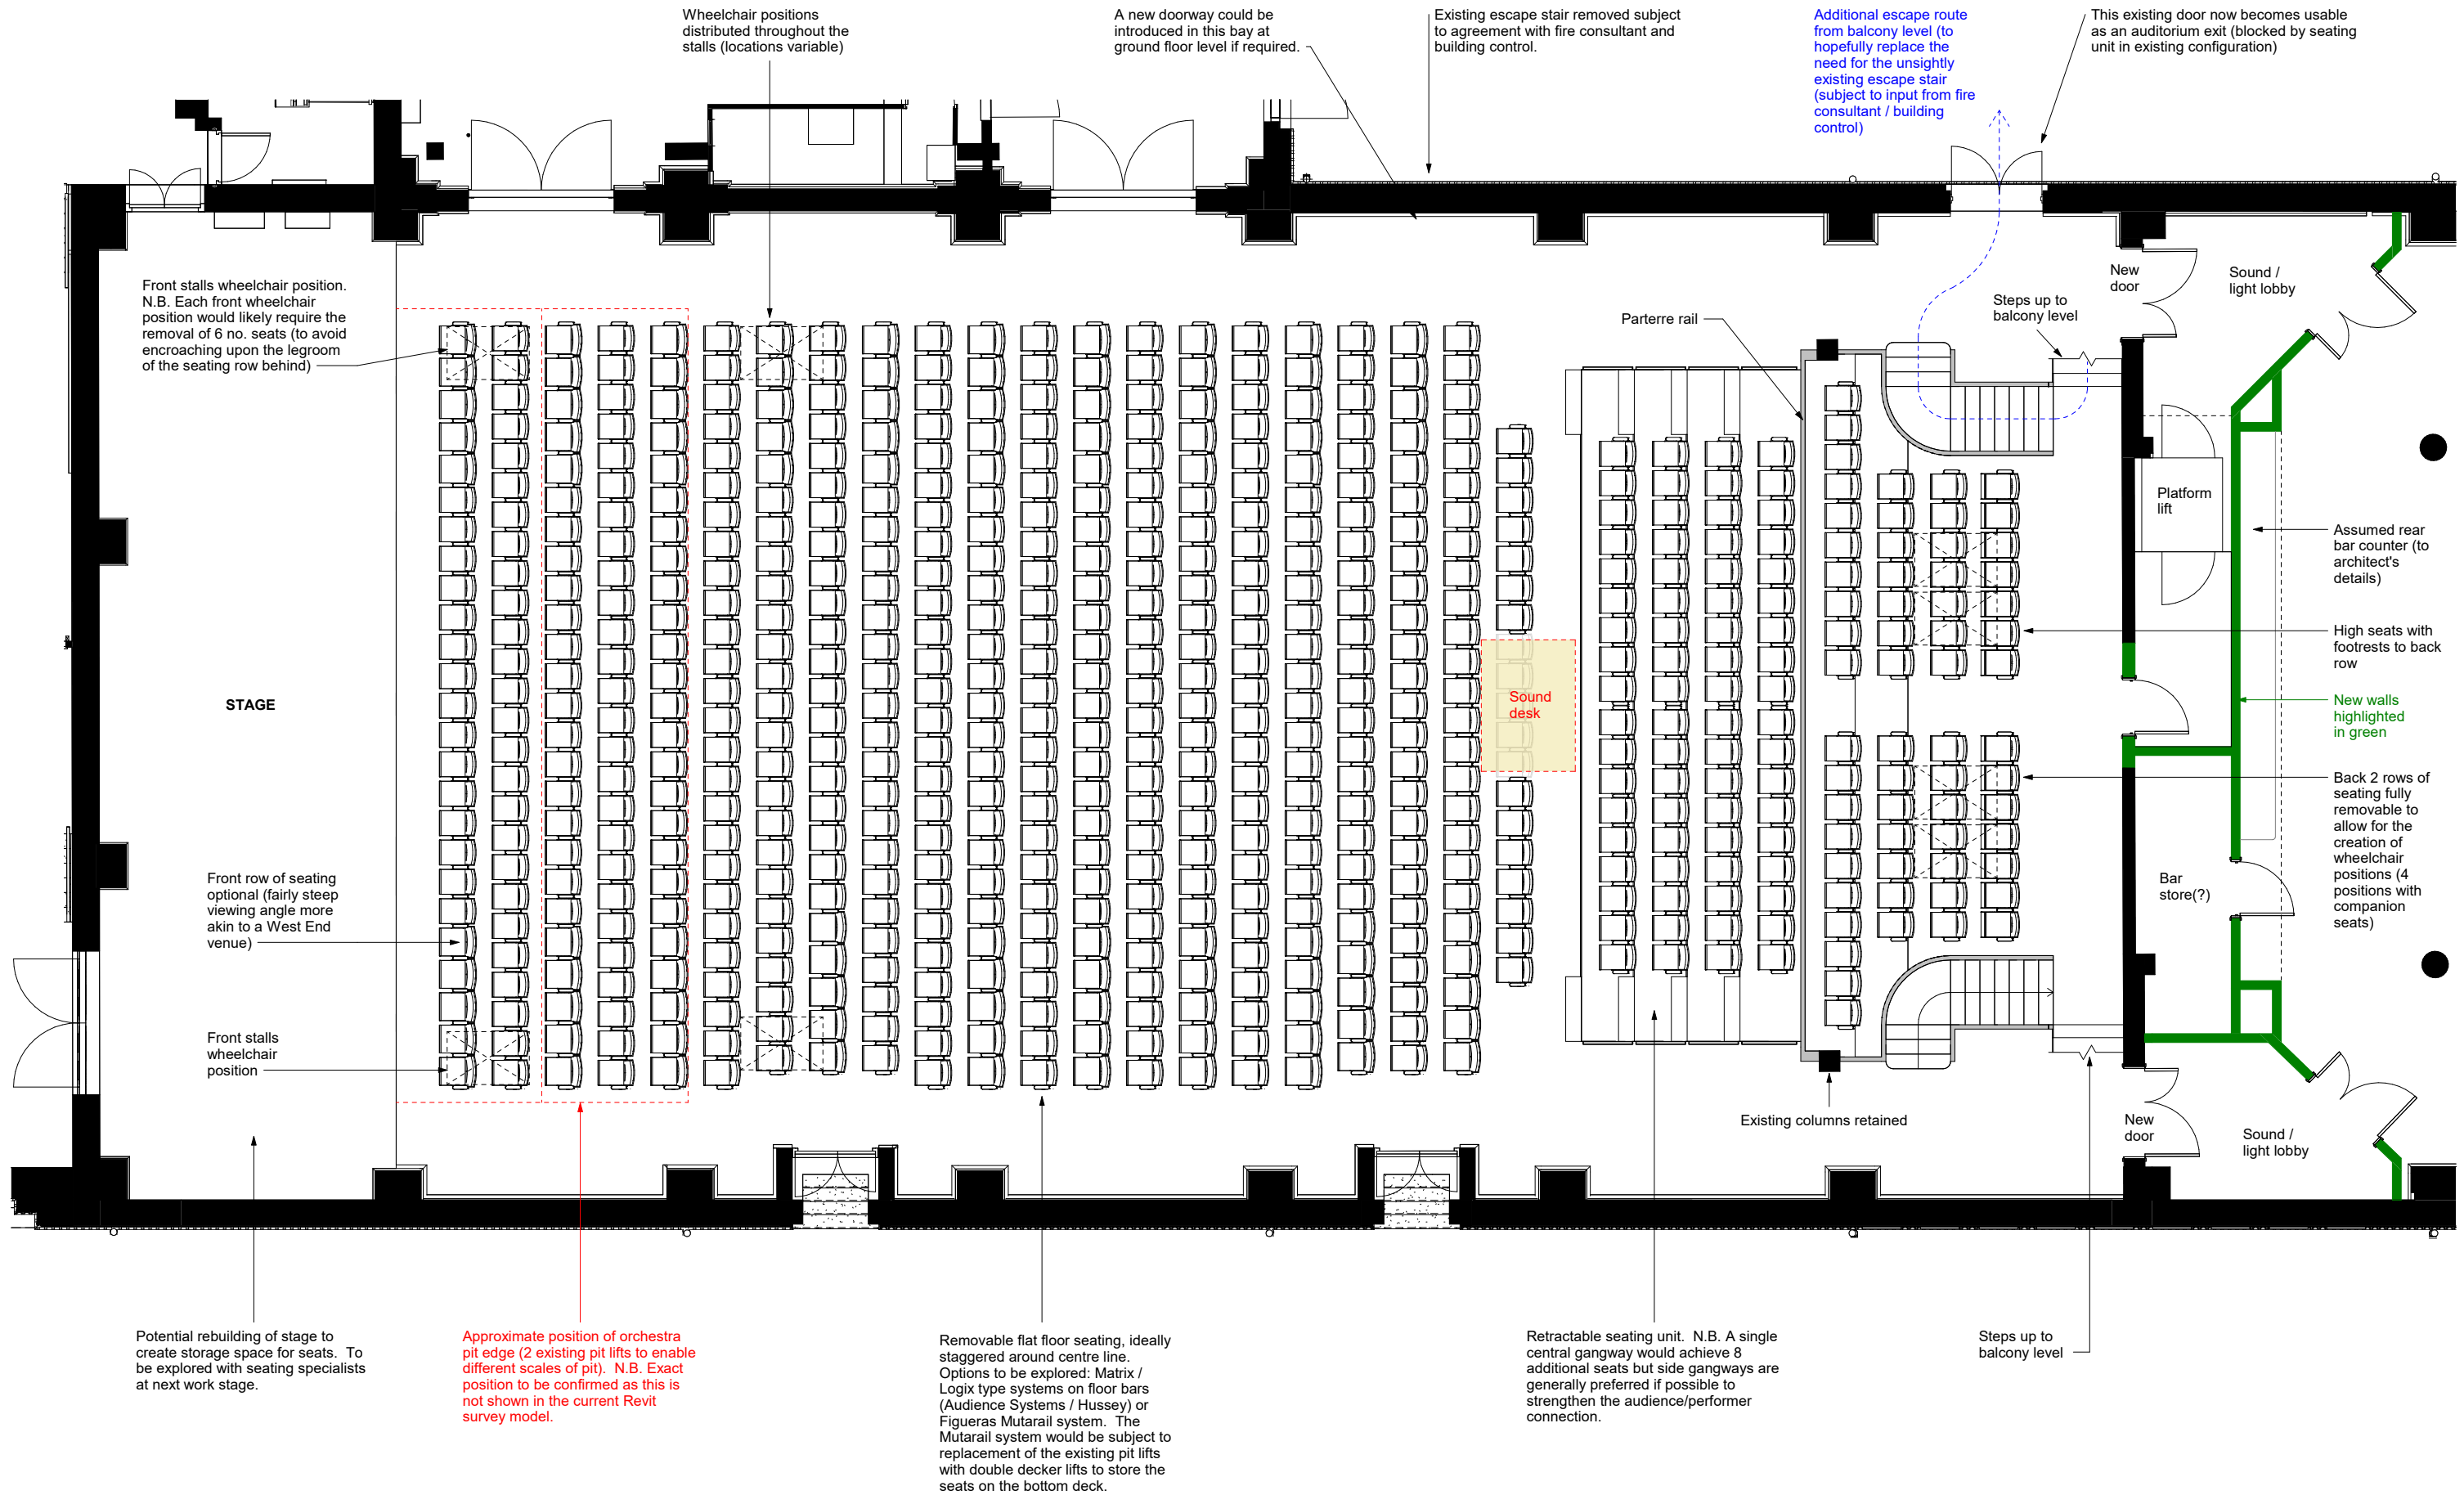 Wheelchair positions
distributed throughout the
stalls (locations variable)
A new doorway could be
introduced in this bay at
ground floor level if required.
Existing escape stair removed subject
to agreement with fire consultant and
building control.
Additional escape route
from balcony level (to
hopefully replace the
need for the unsightly
existing escape stair
(subject to input from fire
consultant / building
control)
This existing door now becomes usable
as an auditorium exit (blocked by seating
unit in existing configuration)
Front stalls wheelchair position.
N.B. Each front wheelchair
position would likely require the
removal of 6 no. seats (to avoid
encroaching upon the legroom
of the seating row behind)
New
door
Sound /
light lobby
Steps up to
balcony level
Parterre rail
Platform
lift
Assumed rear
bar counter (to
architect's
details)
High seats with
footrests to back
row
STAGE
Sound
desk
New walls
highlighted
in green
Back 2 rows of
seating fully
removable to
allow for the
creation of
wheelchair
positions (4
positions with
companion
seats)
Front row of seating
optional (fairly steep
viewing angle more
akin to a West End
venue)
Bar
store(?)
Front stalls
wheelchair
position
Existing columns retained
New
door
Sound /
light lobby
Potential rebuilding of stage to
create storage space for seats.  To
be explored with seating specialists
at next work stage.
Approximate position of orchestra
pit edge (2 existing pit lifts to enable
different scales of pit).  N.B. Exact
position to be confirmed as this is
not shown in the current Revit
survey model.
Removable flat floor seating, ideally
staggered around centre line.
Options to be explored: Matrix /
Logix type systems on floor bars
(Audience Systems / Hussey) or
Figueras Mutarail system.  The
Mutarail system would be subject to
replacement of the existing pit lifts
with double decker lifts to store the
seats on the bottom deck.
Retractable seating unit.  N.B. A single
central gangway would achieve 8
additional seats but side gangways are
generally preferred if possible to
strengthen the audience/performer
connection.
Steps up to
balcony level